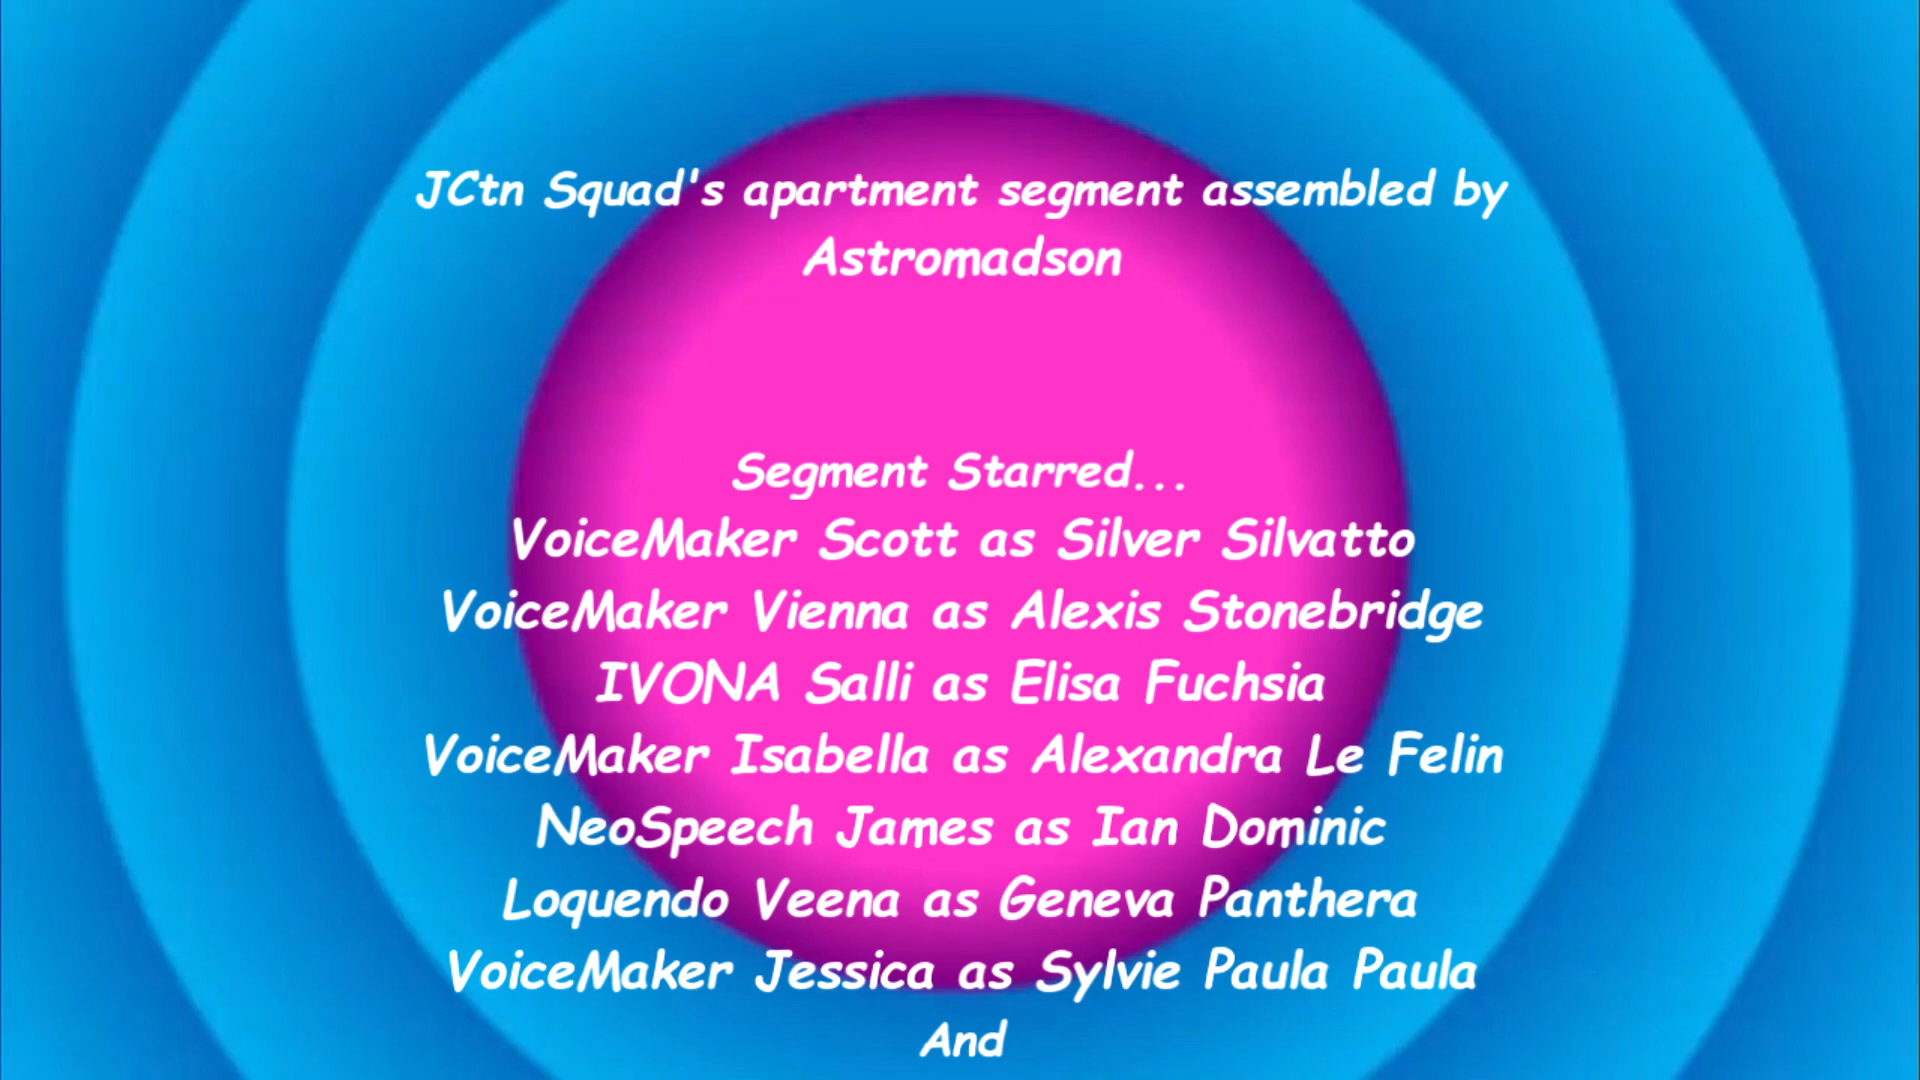 JCtn Squad's apartment segment assembled by
Astromadson
Segment Starred...
VoiceMaker Scott as Silver Silvatto
VoiceMaker Vienna as Alexis Stonebridge
IVONA Salli as Elisa Fuchsia
VoiceMaker Isabella as Alexandra Le Felin
NeoSpeech James as Ian Dominic
Loquendo Veena as Geneva Panthera
VoiceMaker Jessica as Sylvie Paula Paula
And